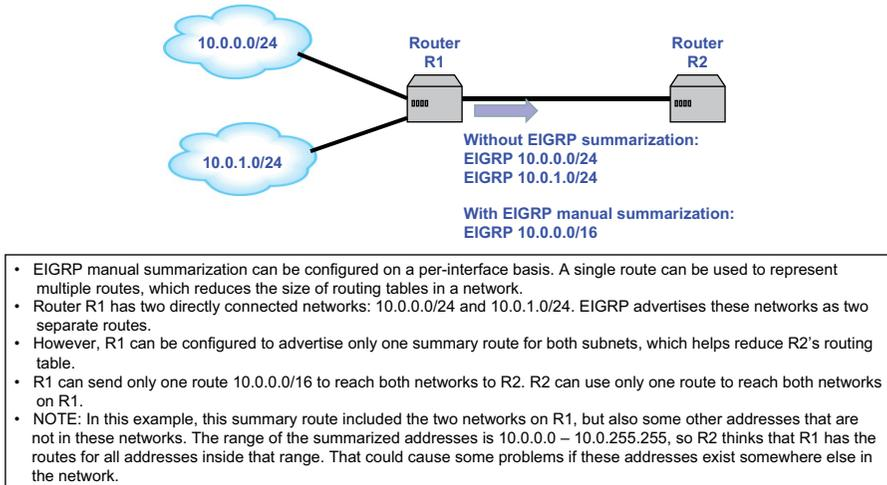 10.0.0.0/24
Router
R1
Router
R2
10.0.1.0/24
Without EIGRP summarization:
EIGRP 10.0.0.0/24
EIGRP 10.0.1.0/24
With EIGRP manual summarization:
EIGRP 10.0.0.0/16
• EIGRP manual summarization can be configured on a per-interface basis. A single route can be used to represent
multiple routes, which reduces the size of routing tables in a network.
• Router R1 has two directly connected networks: 10.0.0.0/24 and 10.0.1.0/24. EIGRP advertises these networks as two
separate routes.
• However, R1 can be configured to advertise only one summary route for both subnets, which helps reduce R2's routing
table.
• R1 can send only one route 10.0.0.0/16 to reach both networks to R2. R2 can use only one route to reach both networks
on R1.
• NOTE: In this example, this summary route included the two networks on R1, but also some other addresses that are
not in these networks. The range of the summarized addresses is 10.0.0.0 – 10.0.255.255, so R2 thinks that R1 has the
routes for all addresses inside that range. That could cause some problems if these addresses exist somewhere else in
the network.